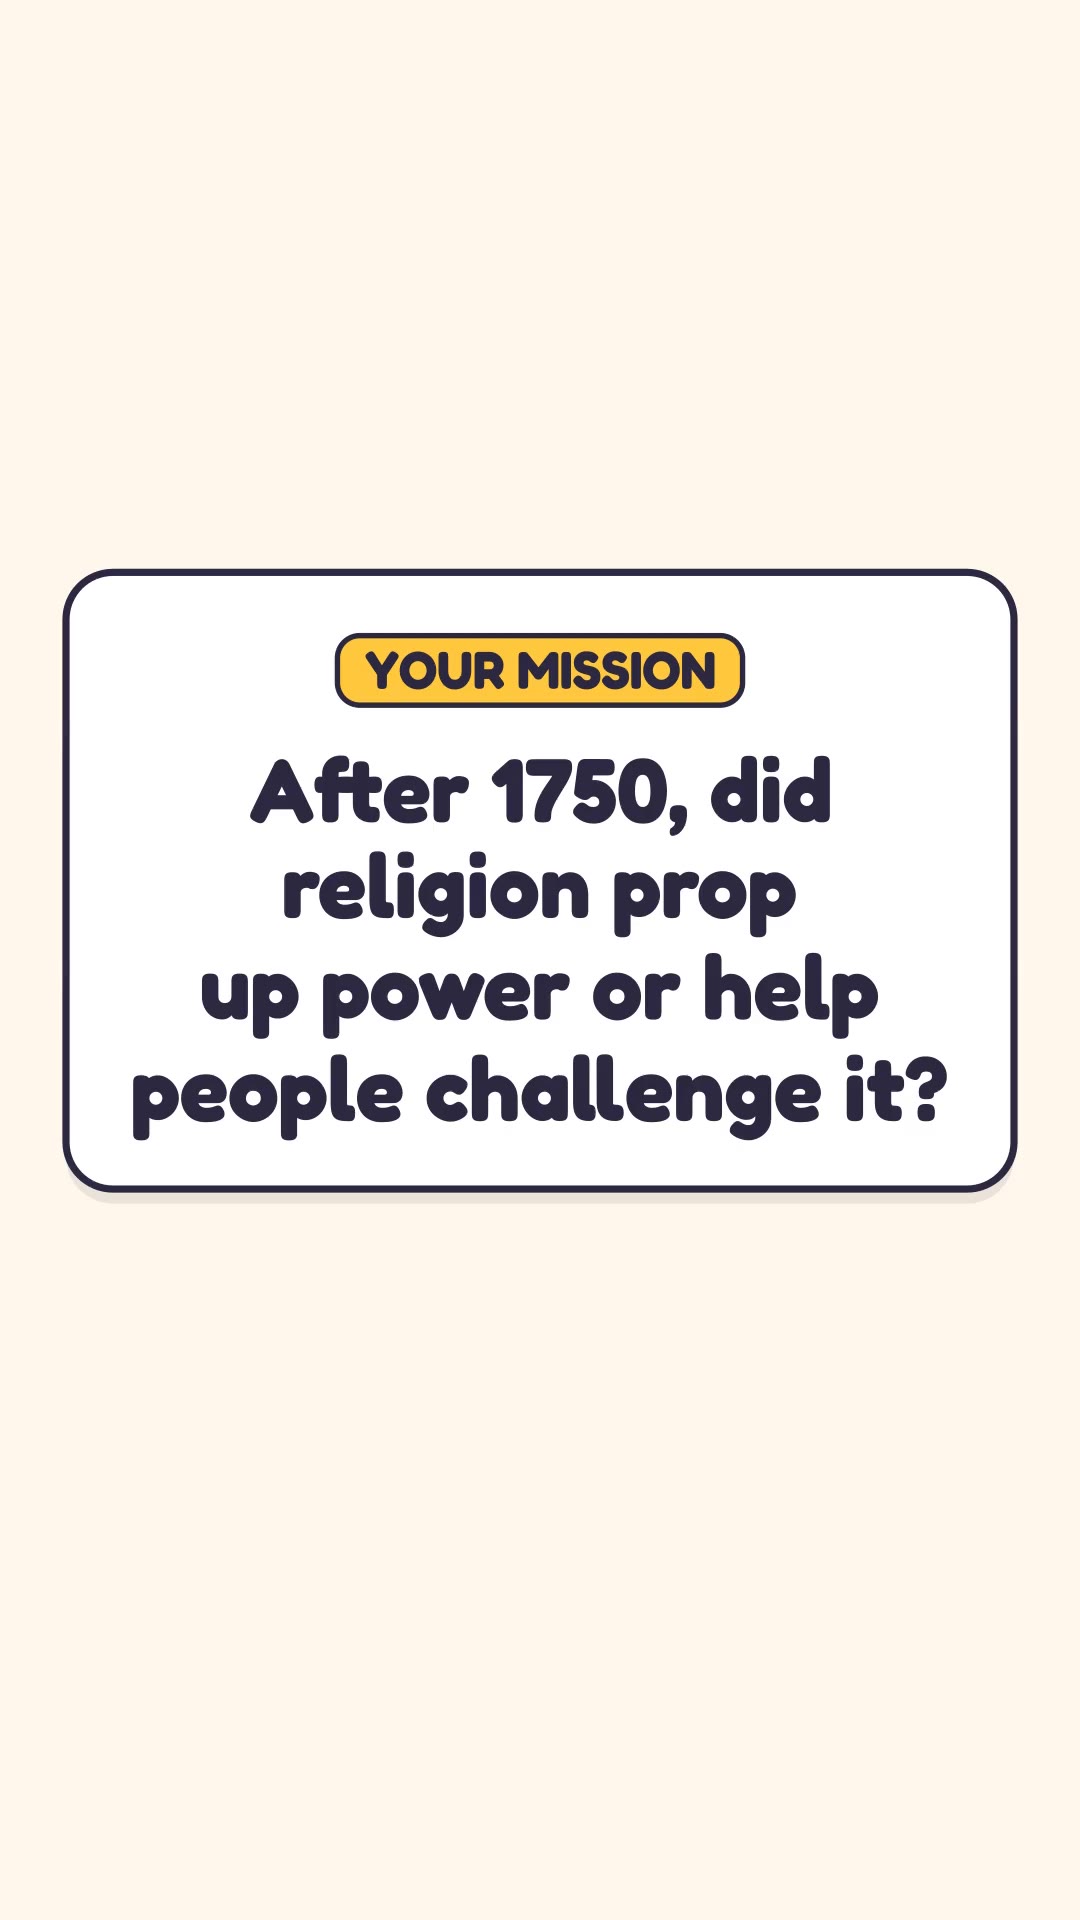 YOUR MISSION
After 1750, did
religion prop
up power or help
people challenge it?